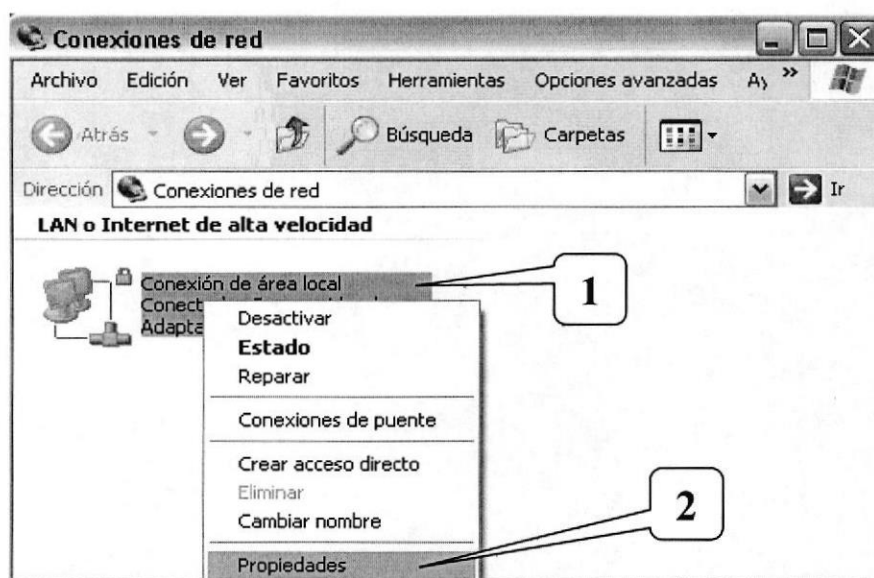 Conexiones de red
Archivo Edición Ver Favoritos Herramientas Opciones avanzadas Ay »
Atrás Búsqueda Carpetas
Dirección Conexiones de red Ir
LAN o Internet de alta velocidad
Conexión de área local
1
Desactivar
Estado
Reparar
Conexiones de puente
Crear acceso directo
Eliminar
Cambiar nombre
2
Propiedades